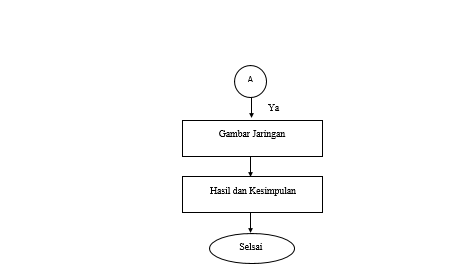 A
Ya
Gambar Jaringan
Hasil dan Kesimpulan
Selsai